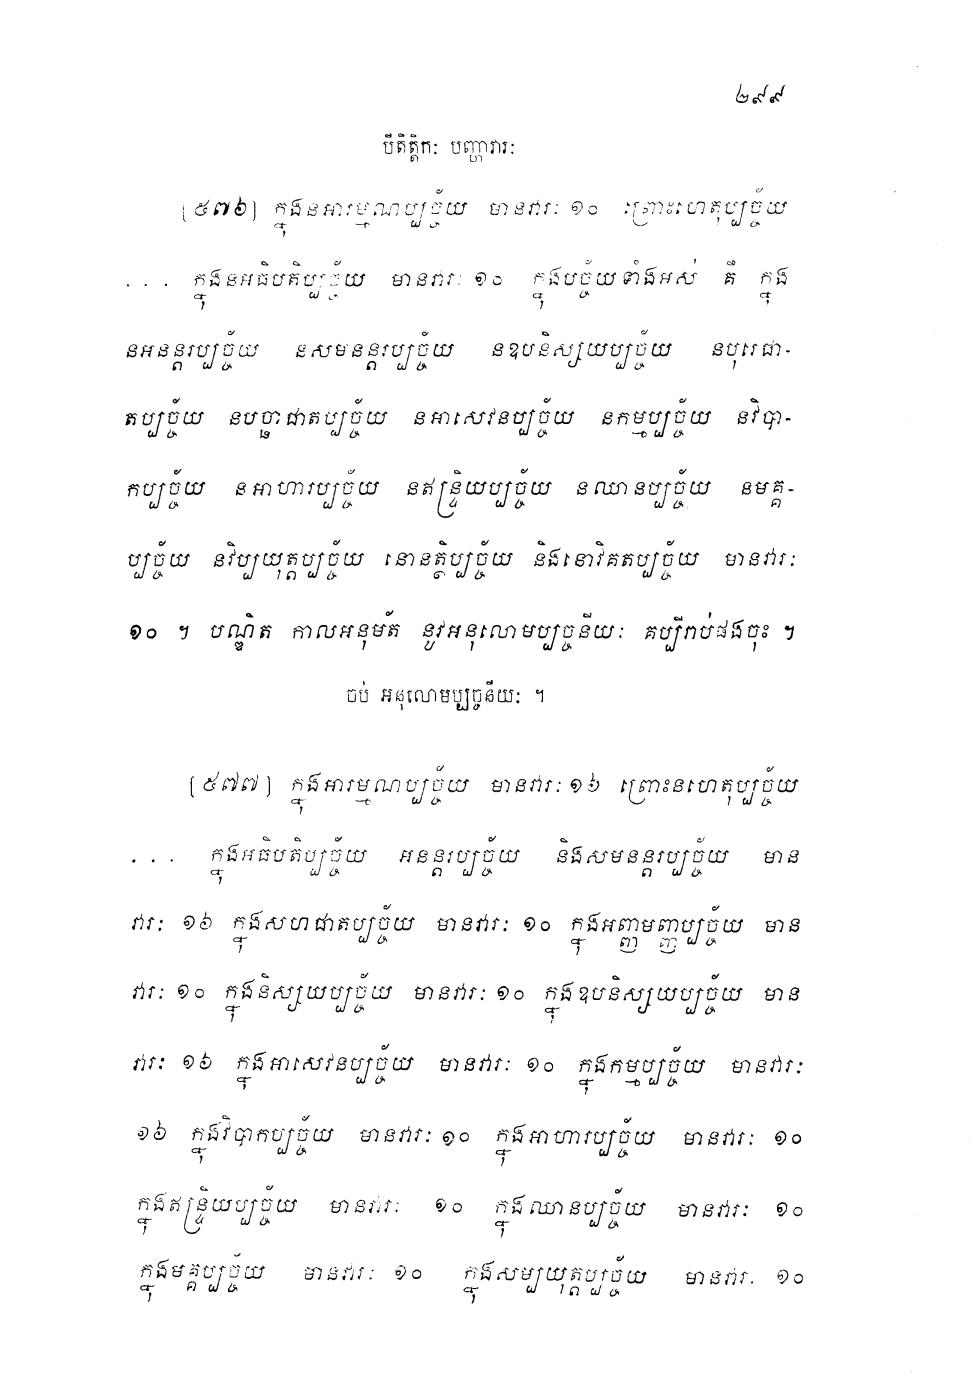 ២៩៩
បីតិត្តិកៈ បញ្ហាវារៈ
[៥៧៦] ក្នុងនអារម្មណប្បច្ច័យ មានវារៈ ១០ ព្រោះហេតុប្បច្ច័យ
... ក្នុងនអធិបតិប្បច្ច័យ មានវារៈ ១០ ក្នុងបច្ច័យទាំងអស់ គឺ ក្នុង
នអនន្តរប្បច្ច័យ នសមនន្តរប្បច្ច័យ នឧបនិស្សយប្បច្ច័យ នបុរេជា-
តប្បច្ច័យ នបច្ឆាជាតប្បច្ច័យ នអាសេវនប្បច្ច័យ នកម្មប្បច្ច័យ នវិបា-
កប្បច្ច័យ នអាហារប្បច្ច័យ នឥន្ទ្រិយប្បច្ច័យ នឈានប្បច្ច័យ នមគ្គ-
ប្បច្ច័យ នវិប្បយុត្តប្បច្ច័យ នោនត្ថិប្បច្ច័យ និងនោវិគតប្បច្ច័យ មានវារៈ
១០ ។ បណ្ឌិត កាលអនុម័ត នូវអនុលោមប្បច្ចនីយៈ គប្បីរាប់ផងចុះ ។
ចប់ អនុលោមប្បច្ចនីយៈ ។
[៥៧៧] ក្នុងអារម្មណប្បច្ច័យ មានវារៈ ១៦ ព្រោះនហេតុប្បច្ច័យ
... ក្នុងអធិបតិប្បច្ច័យ អនន្តរប្បច្ច័យ និងសមនន្តរប្បច្ច័យ មាន
វារៈ ១៦ ក្នុងសហជាតប្បច្ច័យ មានវារៈ ១០ ក្នុងអញ្ញមញ្ញប្បច្ច័យ មាន
វារៈ ១០ ក្នុងនិស្សយប្បច្ច័យ មានវារៈ ១០ ក្នុងឧបនិស្សយប្បច្ច័យ មាន
វារៈ ១៦ ក្នុងអាសេវនប្បច្ច័យ មានវារៈ ១០ ក្នុងកម្មប្បច្ច័យ មានវារៈ
១៦ ក្នុងវិបាកប្បច្ច័យ មានវារៈ ១០ ក្នុងអាហារប្បច្ច័យ មានវារៈ ១០
ក្នុងឥន្ទ្រិយប្បច្ច័យ មានវារៈ ១០ ក្នុងឈានប្បច្ច័យ មានវារៈ ១០
ក្នុងមគ្គប្បច្ច័យ មានវារៈ ១០ ក្នុងសម្បយុត្តប្បច្ច័យ មានវារៈ ១០